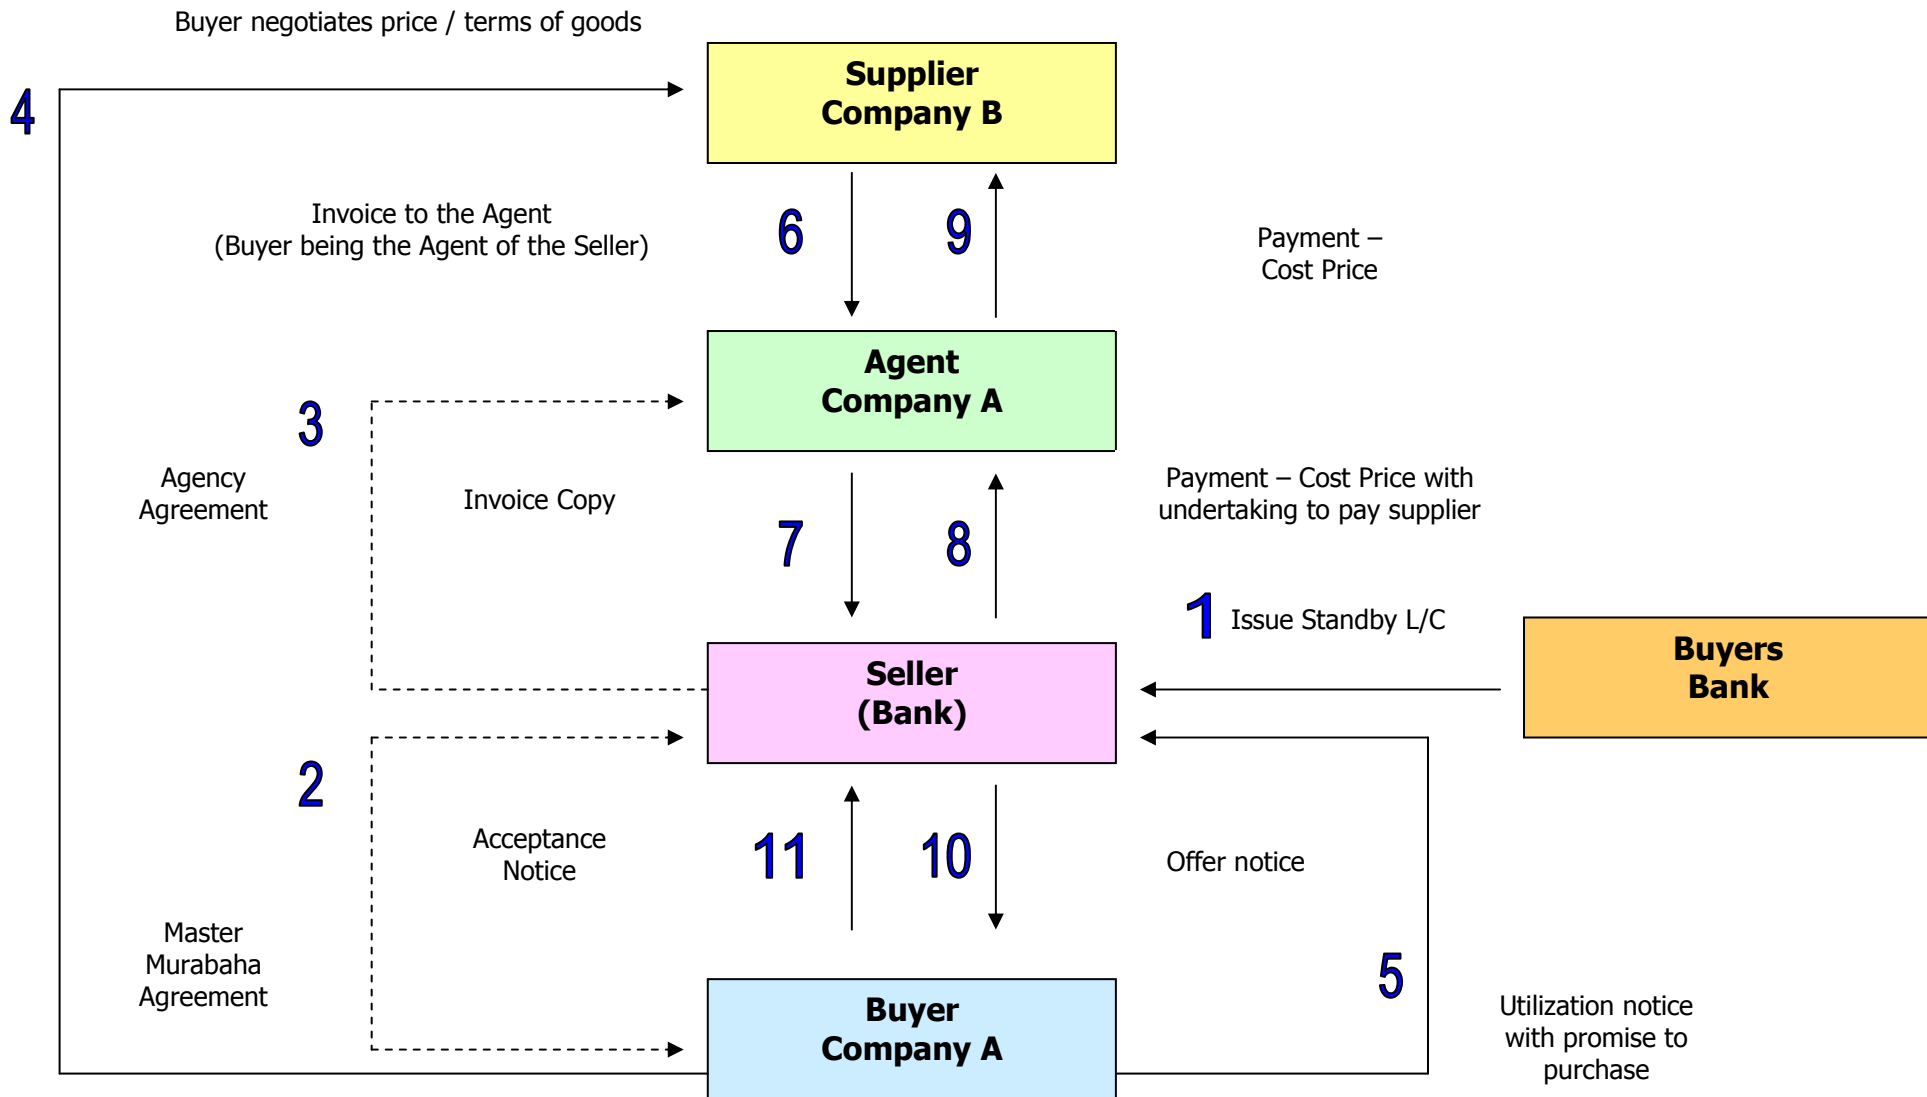 Buyer negotiates price / terms of goods
Supplier
Company B
4
Invoice to the Agent
(Buyer being the Agent of the Seller)
6
9
Payment –
Cost Price
Agent
Company A
3
Agency
Agreement
Invoice Copy
7
8
Payment – Cost Price with
undertaking to pay supplier
1
Issue Standby L/C
Buyers
Bank
Seller
(Bank)
2
Acceptance
Notice
11
10
Offer notice
Master
Murabaha
Agreement
5
Buyer
Company A
Utilization notice
with promise to
purchase